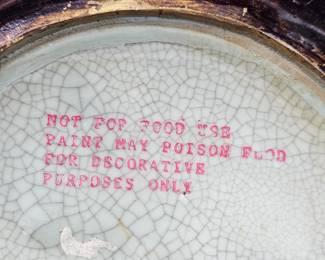 NOT FOR FOOD USE
PAINT MAY POISON FOOD
FOR DECORATIVE
PURPOSES ONLY